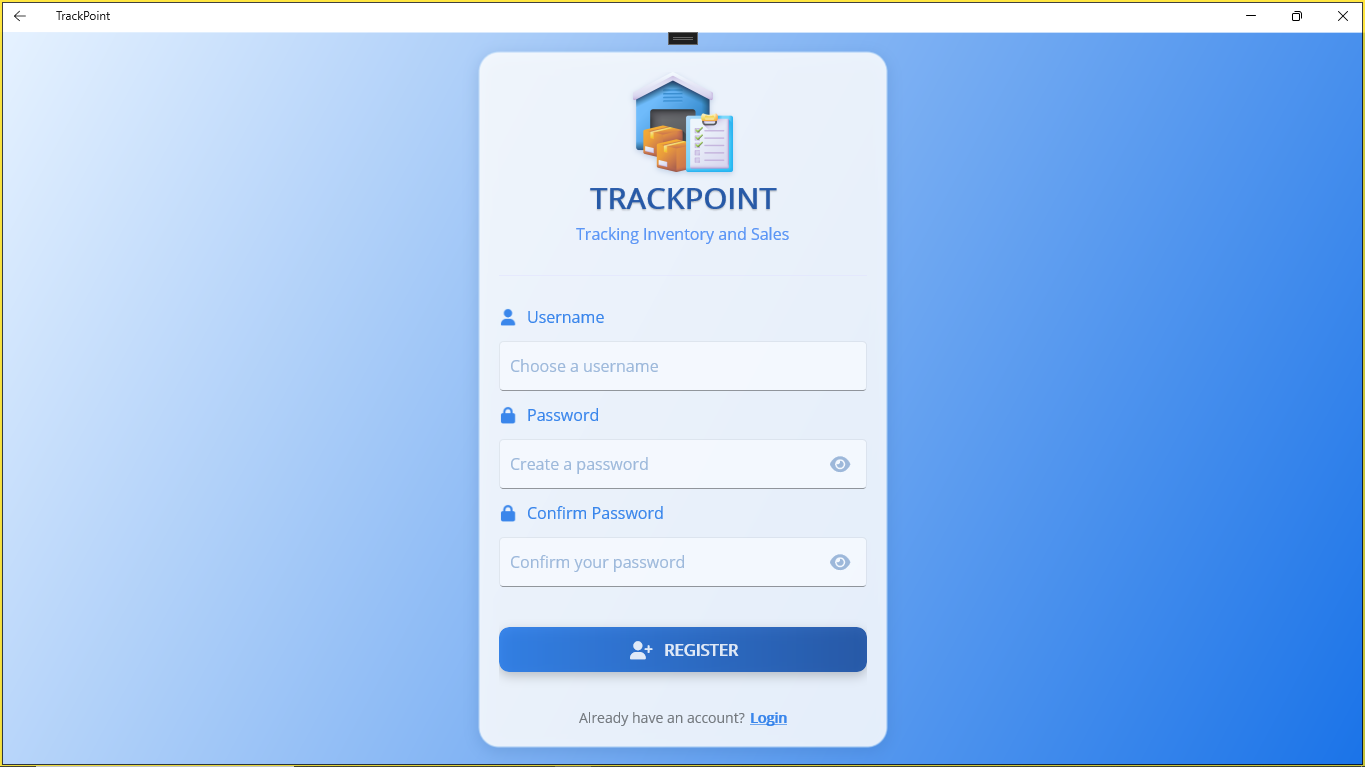 TrackPoint
TRACKPOINT
Tracking Inventory and Sales
Username
Choose a username
Password
Create a password
Confirm Password
Confirm your password
REGISTER
Already have an account? Login